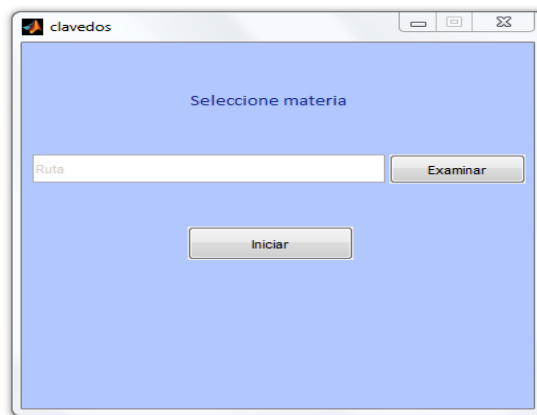 clavedos
Seleccione materia
Ruta
Examinar
Iniciar